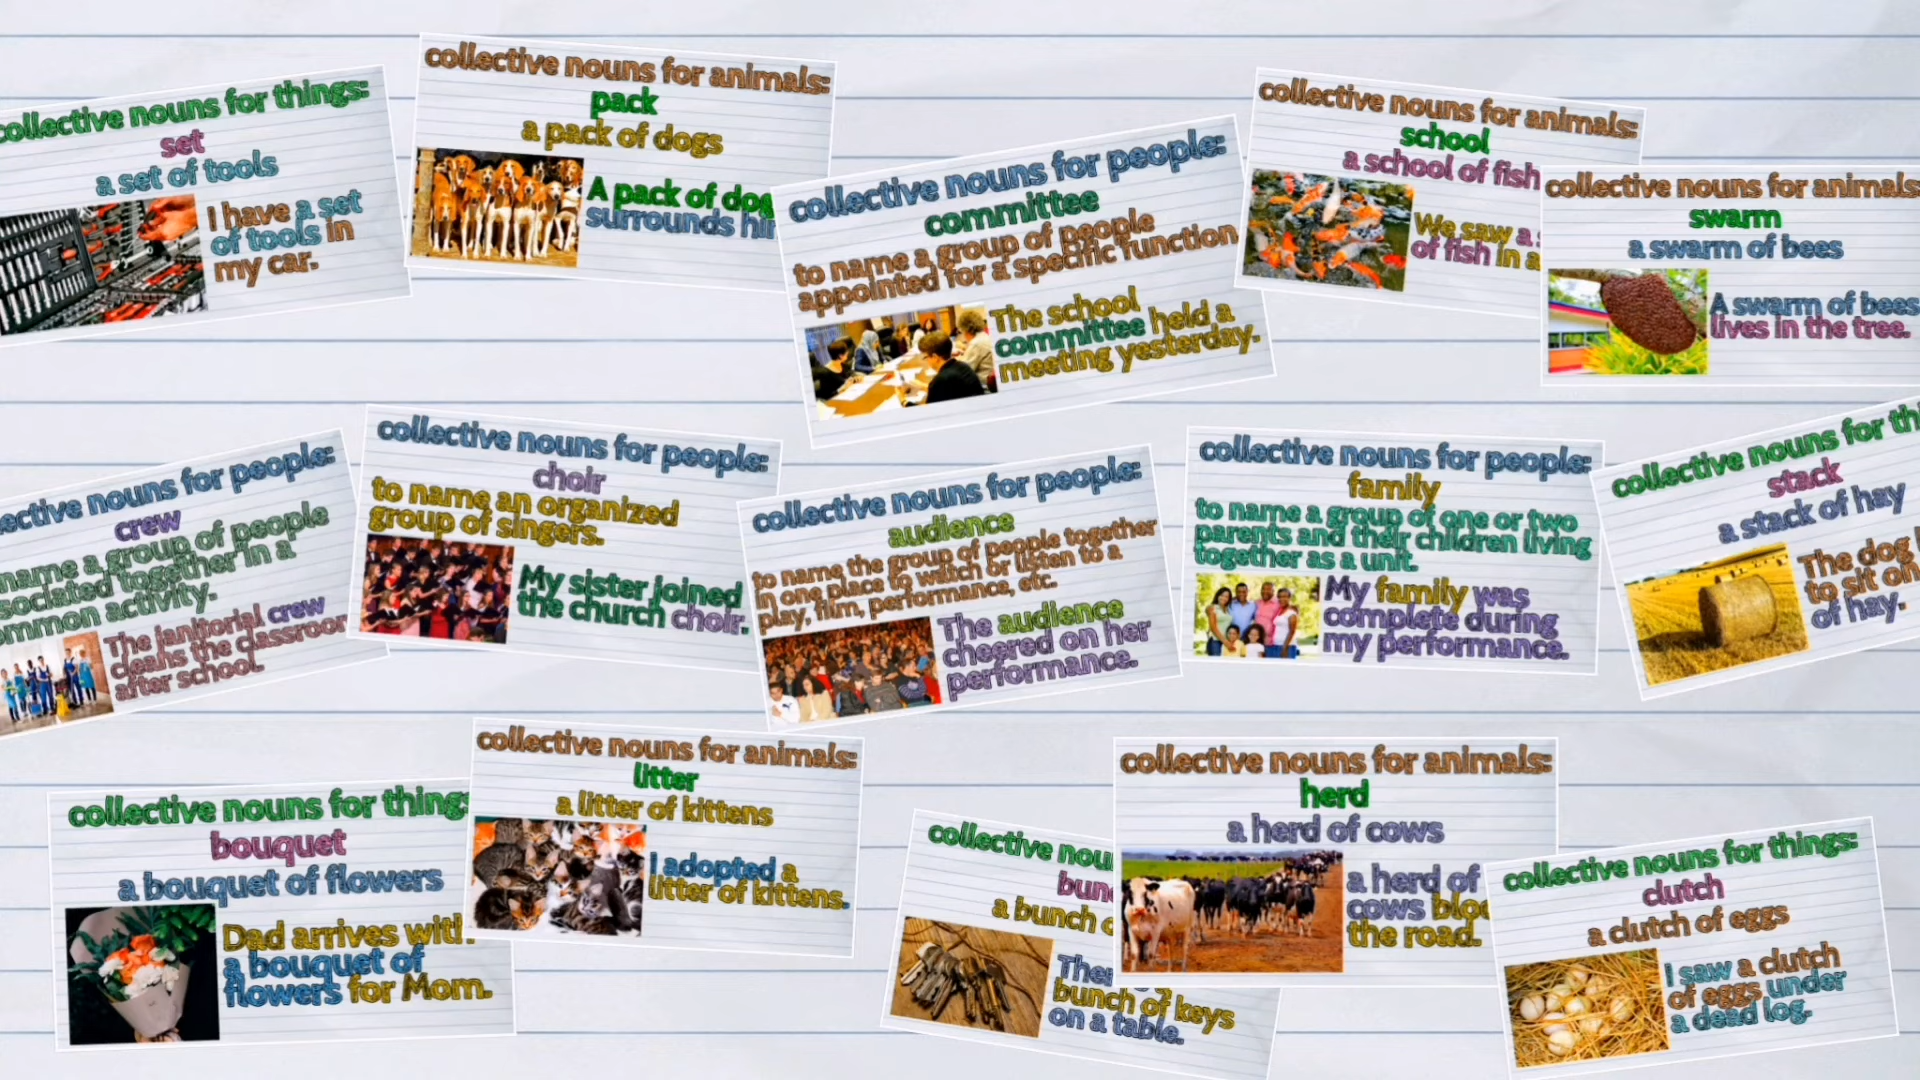 collective nouns for things:
set
a set of tools
I have a set
of tools in
my car.
collective nouns for animals:
pack
a pack of dogs
A pack of dog
surrounds
collective nouns for people:
committee
to name a group of people
appointed for a specific function
The school
committee held a
meeting yesterday.
collective nouns for animals:
school
a school of fish
We saw a
of fish in a
collective nouns for animals:
swarm
a swarm of bees
A swarm of bees
lives in the tree.
nouns for people:
crew
name a group of people
together in a
activity.
The janitorial crew
cleans the classroom
after school.
collective nouns for people:
choir
to name an organized
group of singers.
My sister joined
the church choir.
collective nouns for people:
audience
to name the group of people together
in one place to watch or listen to a
play, film, performance, etc.
The audience
cheered on her
performance.
collective nouns for people:
family
to name a group of one or two
parents and their children living
together as a unit.
My family was
complete during
my performance.
collective nouns for
stack
a stack of hay
The dog
to sit on
of hay.
collective nouns for thing
bouquet
a bouquet of flowers
Dad arrives with
a bouquet of
flowers for Mom.
collective nouns for animals:
litter
a litter of kittens
I adopted a
litter of kittens.
collective
a bunch
bunch of keys
on a table.
collective nouns for animals:
herd
a herd of cows
a herd of
cows
the road.
collective nouns for things:
clutch
a clutch of eggs
I saw a clutch
of eggs under
a dead log.